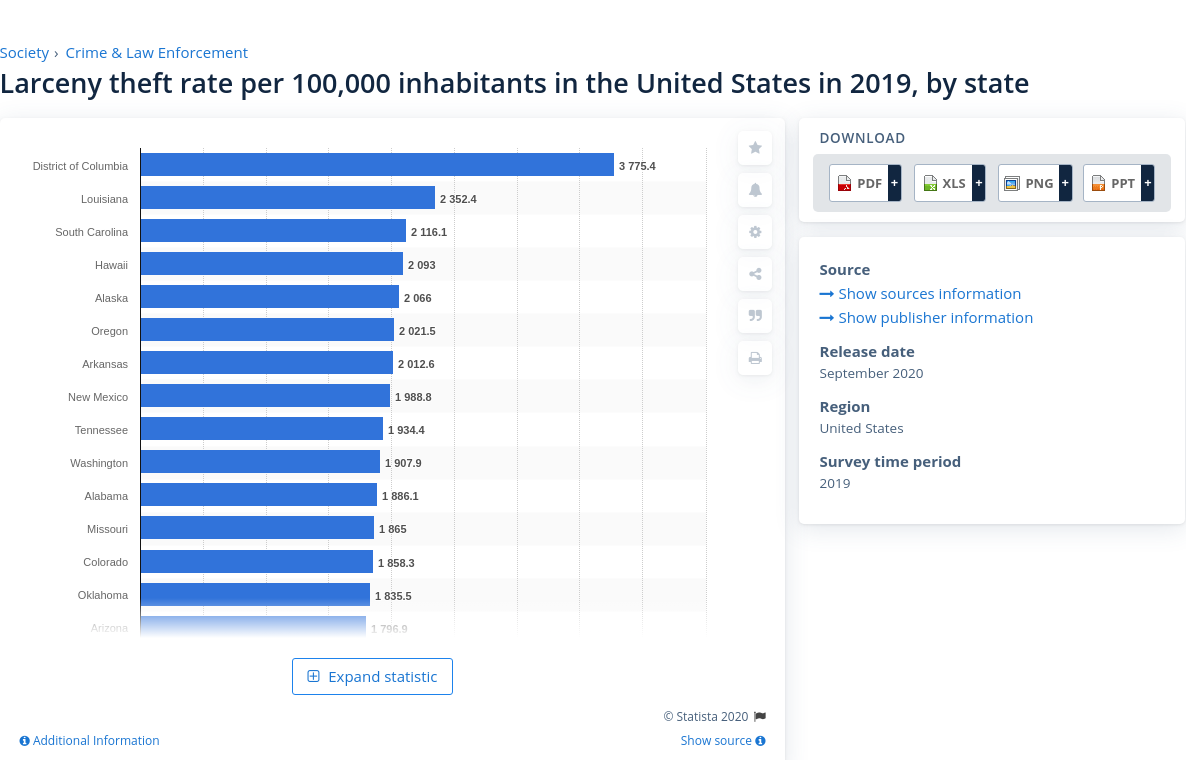 Society › Crime & Law Enforcement
Larceny theft rate per 100,000 inhabitants in the United States in 2019, by state
District of Columbia 3 775.4
Louisiana 2 352.4
South Carolina 2 116.1
Hawaii 2 093
Alaska 2 066
Oregon 2 021.5
Arkansas 2 012.6
New Mexico 1 988.8
Tennessee 1 934.4
Washington 1 907.9
Alabama 1 886.1
Missouri 1 865
Colorado 1 858.3
Oklahoma 1 835.5
Arizona 1 796.9
Expand statistic
© Statista 2020
Additional Information Show source
DOWNLOAD
PDF + XLS + PNG + PPT +
Source
Show sources information
Show publisher information
Release date
September 2020
Region
United States
Survey time period
2019